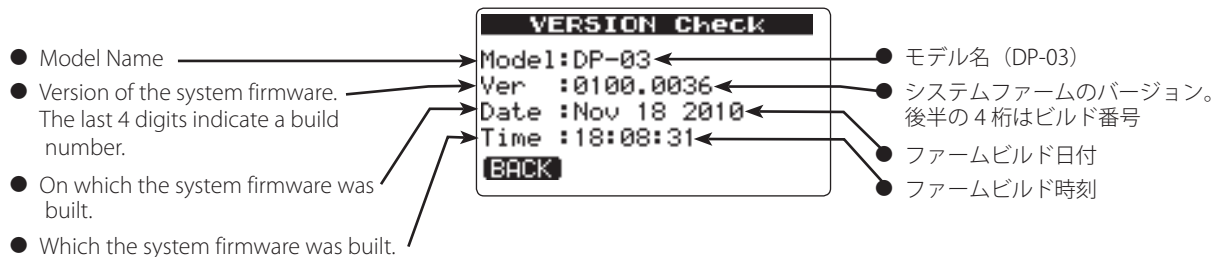 ● Model Name
● Version of the system firmware.
The last 4 digits indicate a build
number.
● On which the system firmware was
built.
● Which the system firmware was built.
VERSION Check
Model:DP-03
Ver :0100.0036
Date :Nov 18 2010
Time :18:08:31
BACK
● モデル名（DP-03）
● システムファームのバージョン。
後半の 4 桁はビルド番号
● ファームビルド日付
● ファームビルド時刻